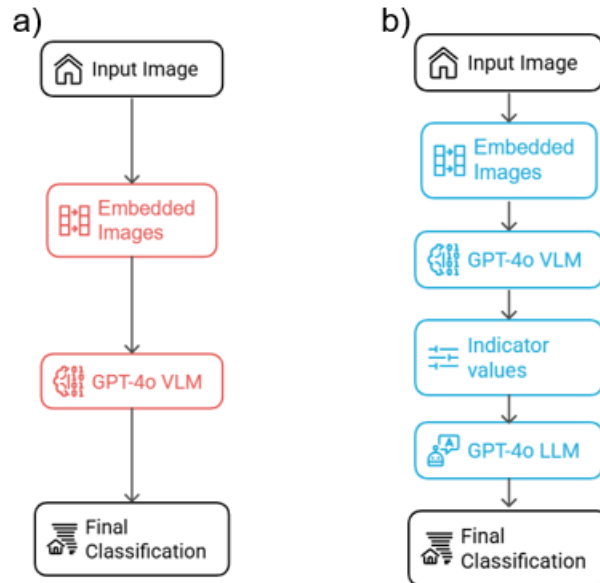 a)
Input Image
Embedded
Images
GPT-4o VLM
Final
Classification
b)
Input Image
Embedded
Images
GPT-4o VLM
Indicator
values
GPT-4o LLM
Final
Classification